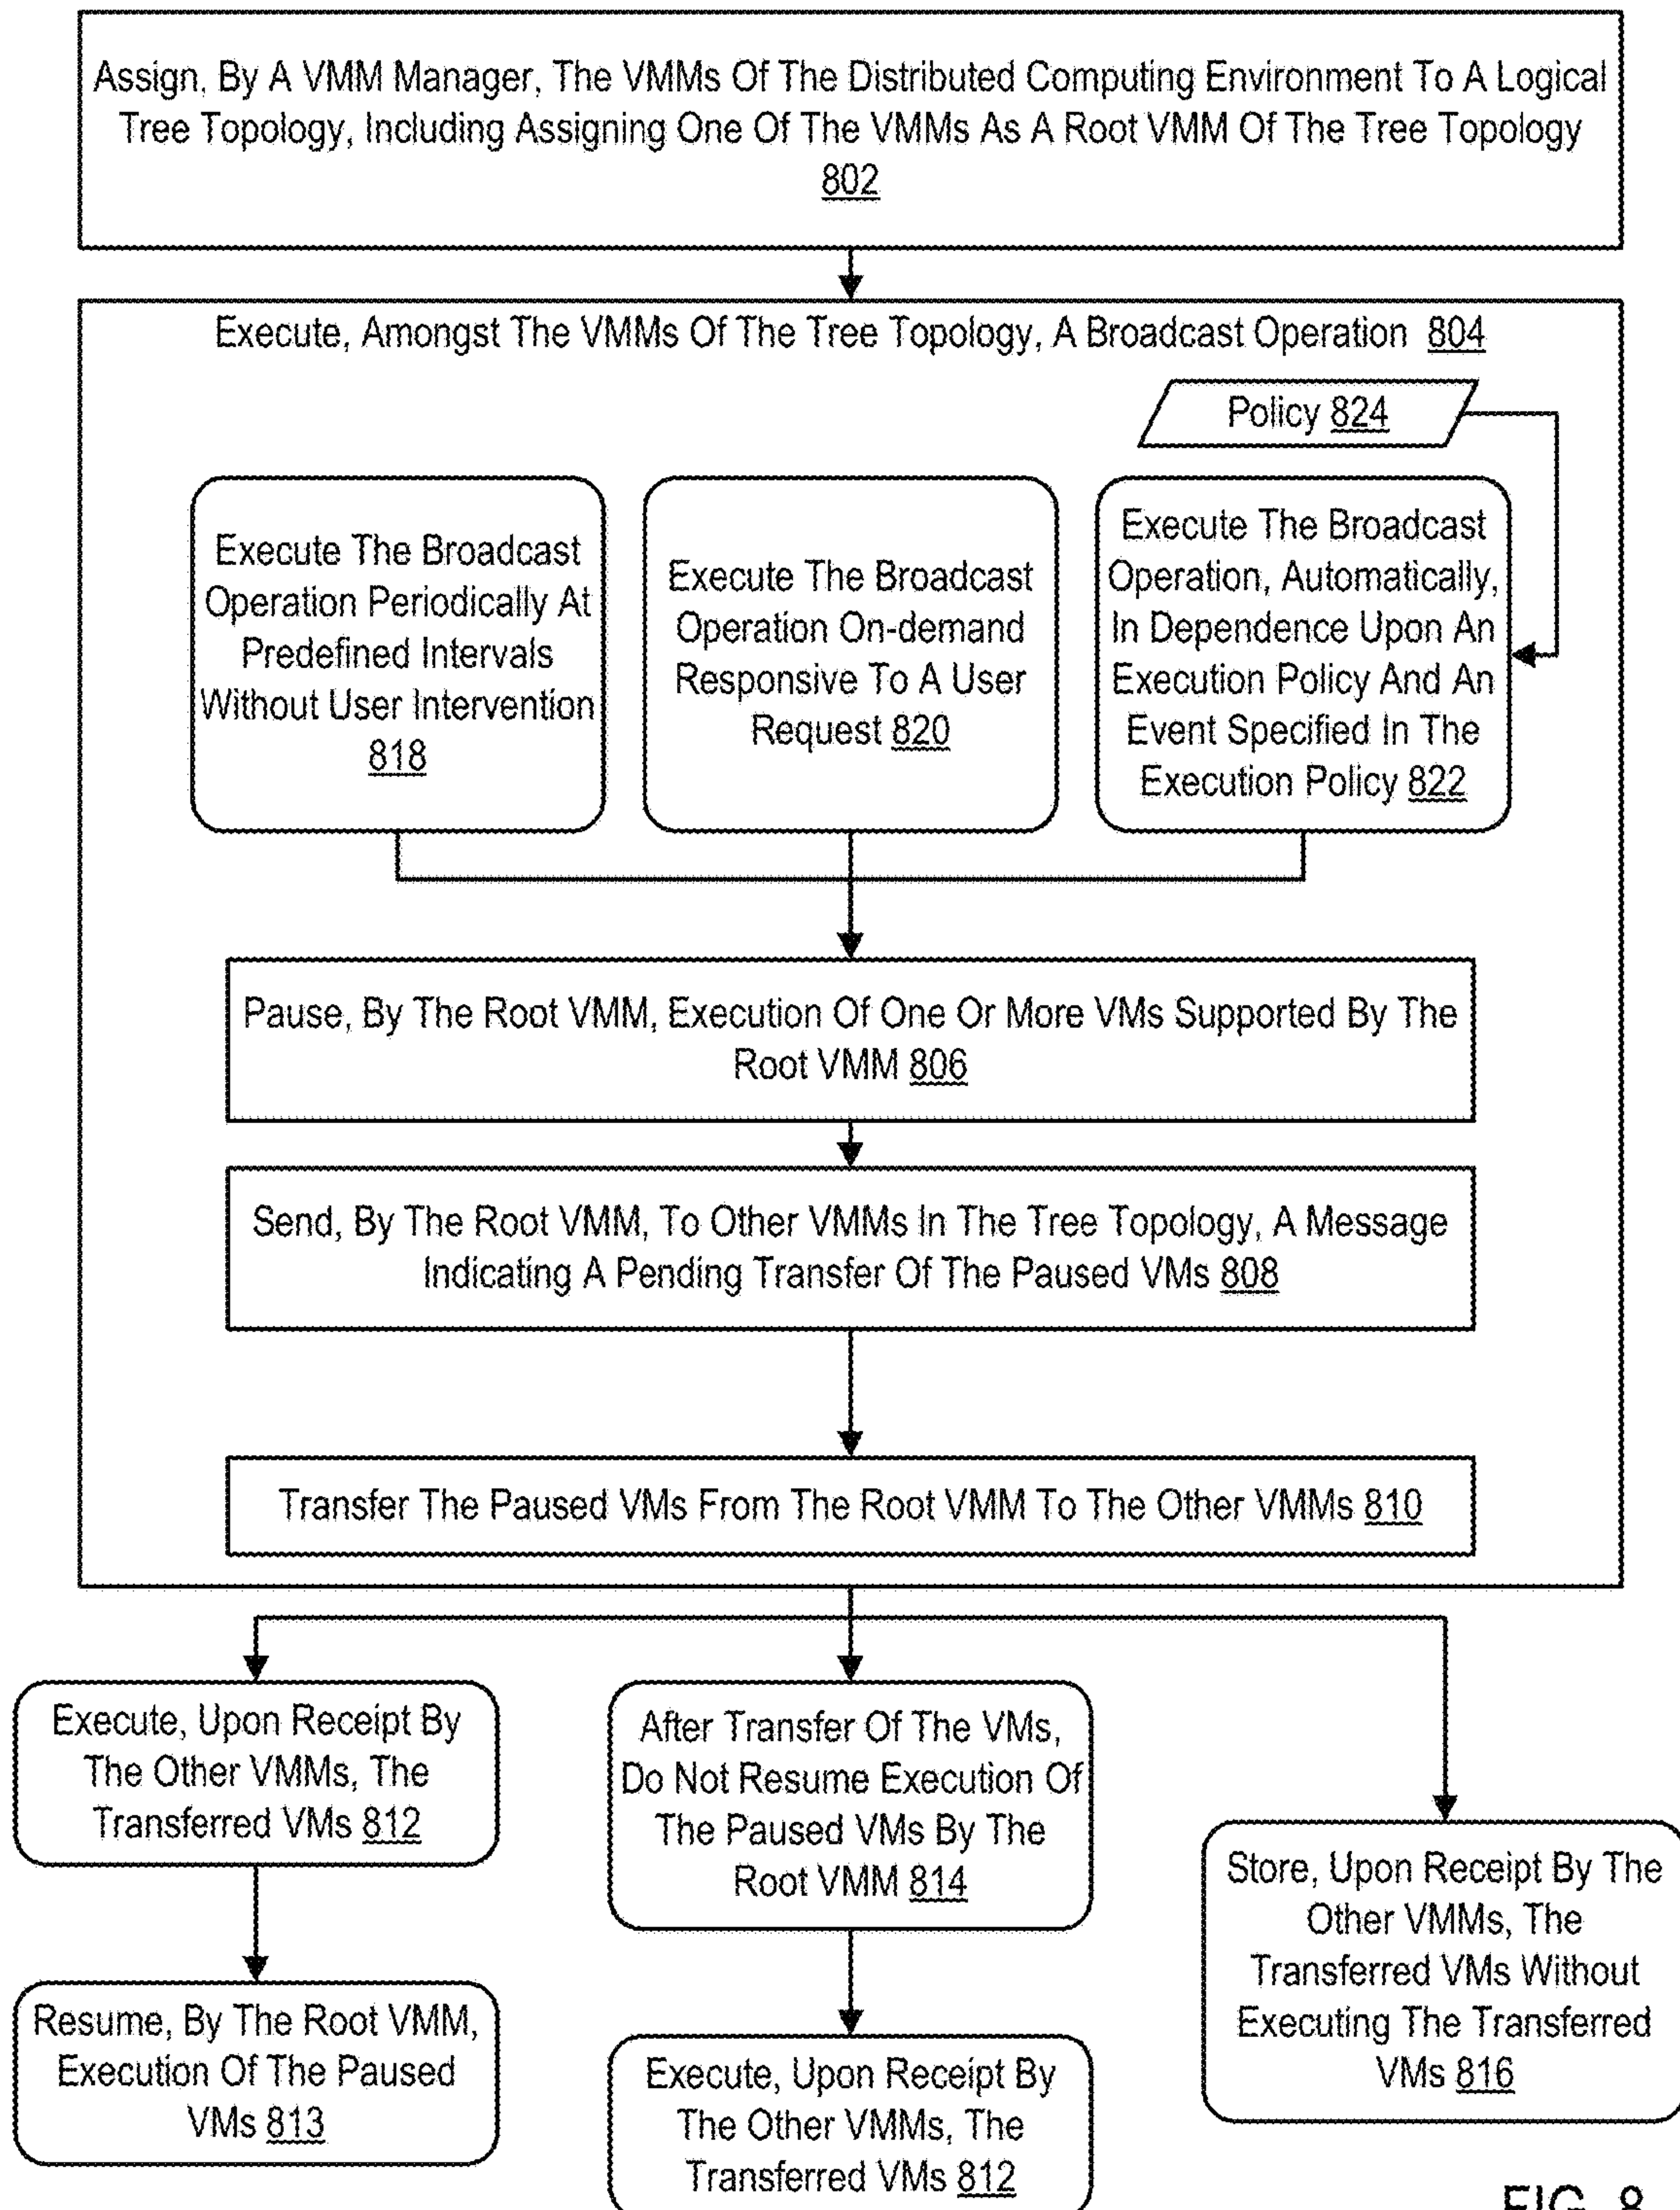 Assign, By A VMM Manager, The VMMs Of The Distributed Computing Environment To A Logical
Tree Topology, Including Assigning One Of The VMMs As A Root VMM Of The Tree Topology
802
Execute, Amongst The VMMs Of The Tree Topology, A Broadcast Operation 804
Policy 824
Execute The Broadcast
Operation Periodically At
Predefined Intervals
Without User Intervention
818
Execute The Broadcast
Operation On-demand
Responsive To A User
Request 820
Execute The Broadcast
Operation, Automatically,
In Dependence Upon An
Execution Policy And An
Event Specified In The
Execution Policy 822
Pause, By The Root VMM, Execution Of One Or More VMs Supported By The
Root VMM 806
Send, By The Root VMM, To Other VMMs In The Tree Topology, A Message
Indicating A Pending Transfer Of The Paused VMs 808
Transfer The Paused VMs From The Root VMM To The Other VMMs 810
Execute, Upon Receipt By
The Other VMMs, The
Transferred VMs 812
Resume, By The Root VMM,
Execution Of The Paused
VMs 813
After Transfer Of The VMs,
Do Not Resume Execution Of
The Paused VMs By The
Root VMM 814
Execute, Upon Receipt By
The Other VMMs, The
Transferred VMs 812
Store, Upon Receipt By The
Other VMMs, The
Transferred VMs Without
Executing The Transferred
VMs 816
FIG. 8